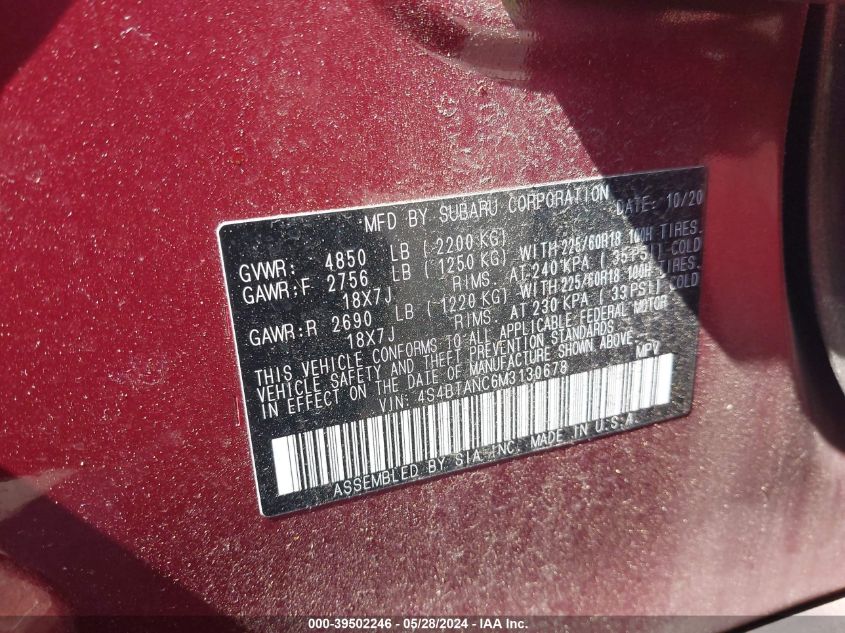 MFD BY SUBARU CORPORATION DATE: 10/20
GVWR: 4850 LB ( 2200 KG)
GAWR:F 2756 LB ( 1250 KG) WITH 225/60R18 100H TIRES.
18X7J RIMS. AT 240 KPA ( 35PSI) COLD
GAWR:R 2690 LB ( 1220 KG) WITH 225/60R18 100H TIRES.
18X7J RIMS. AT 230 KPA ( 33PSI) COLD
THIS VEHICLE CONFORMS TO ALL APPLICABLE FEDERAL MOTOR
VEHICLE SAFETY AND THEFT PREVENTION STANDARDS
IN EFFECT ON THE DATE OF MANUFACTURE SHOWN ABOVE.
VIN: 4S4BTANC6M3130678 MPV
ASSEMBLED BY SIA,INC. MADE IN U.S.A
000-39502246 - 05/28/2024 - IAA, Inc.